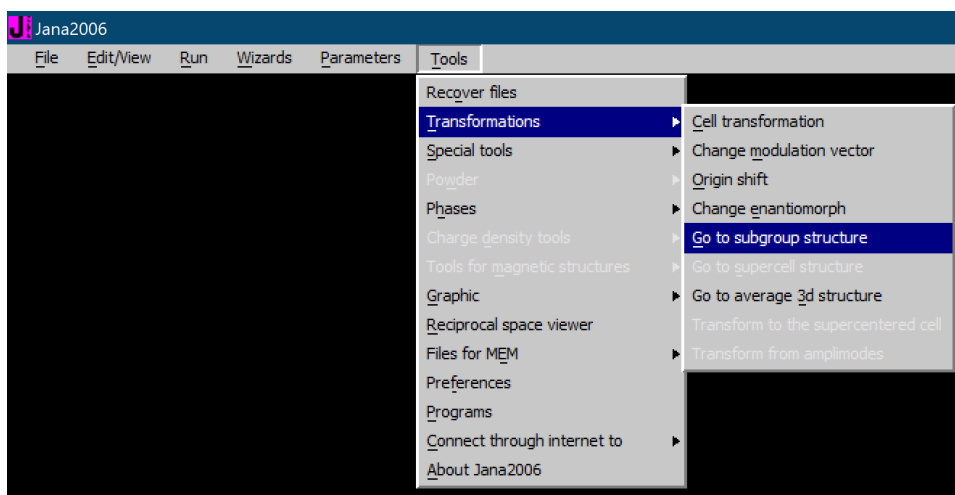 Jana2006
File Edit/View Run Wizards Parameters Tools
Recover files
Transformations
Special tools
Powder
Phases
Charge density tools
Tools for magnetic structures
Graphic
Reciprocal space viewer
Files for MEM
Preferences
Programs
Connect through internet to
About Jana2006
Cell transformation
Change modulation vector
Origin shift
Change enantiomorph
Go to subgroup structure
Go to supercell structure
Go to average 3d structure
Transform to the supercentered cell
Transform from amplimodes